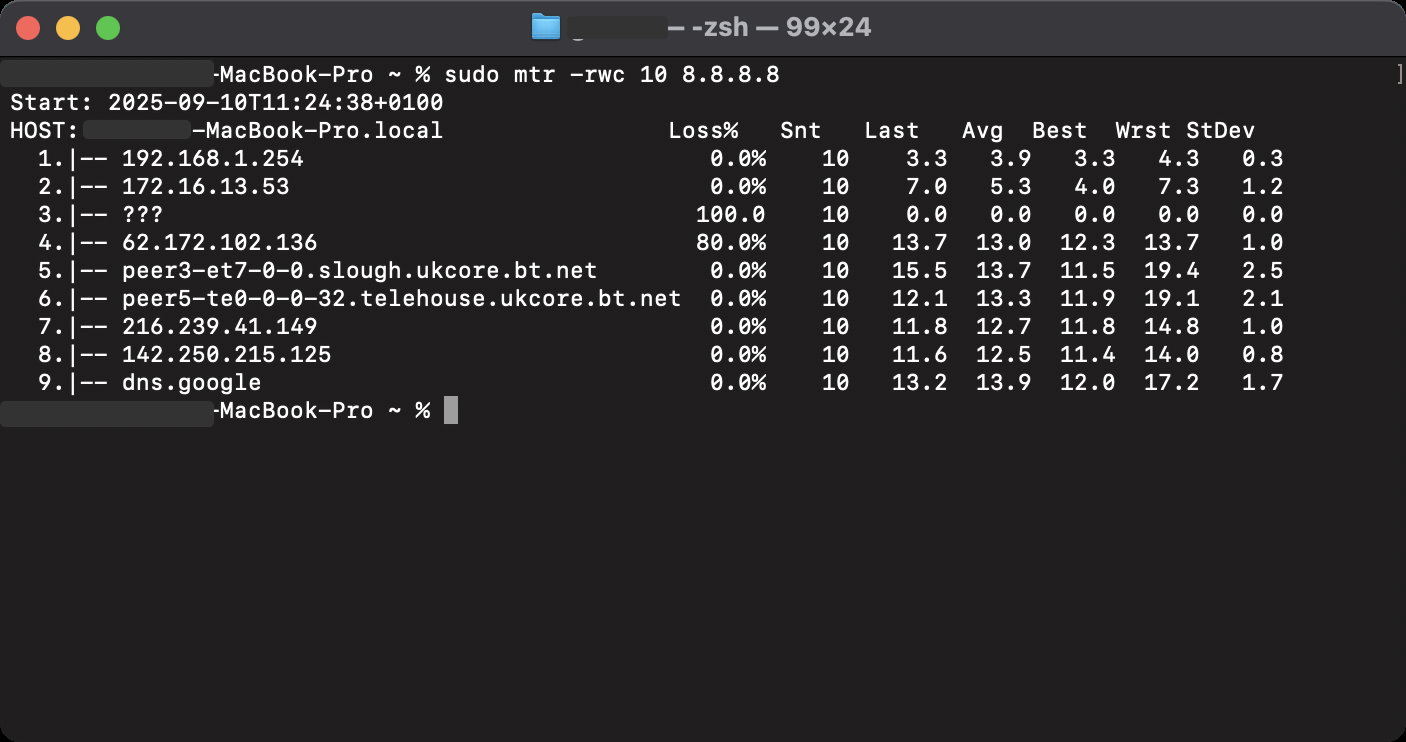 — -zsh — 99×24
-MacBook-Pro ~ % sudo mtr -rwc 10 8.8.8.8 ]
Start: 2025-09-10T11:24:38+0100
HOST: -MacBook-Pro.local Loss% Snt Last Avg Best Wrst StDev
1.|-- 192.168.1.254 0.0% 10 3.3 3.9 3.3 4.3 0.3
2.|-- 172.16.13.53 0.0% 10 7.0 5.3 4.0 7.3 1.2
3.|-- ??? 100.0 10 0.0 0.0 0.0 0.0 0.0
4.|-- 62.172.102.136 80.0% 10 13.7 13.0 12.3 13.7 1.0
5.|-- peer3-et7-0-0.slough.ukcore.bt.net 0.0% 10 15.5 13.7 11.5 19.4 2.5
6.|-- peer5-te0-0-0-32.telehouse.ukcore.bt.net 0.0% 10 12.1 13.3 11.9 19.1 2.1
7.|-- 216.239.41.149 0.0% 10 11.8 12.7 11.8 14.8 1.0
8.|-- 142.250.215.125 0.0% 10 11.6 12.5 11.4 14.0 0.8
9.|-- dns.google 0.0% 10 13.2 13.9 12.0 17.2 1.7
-MacBook-Pro ~ %